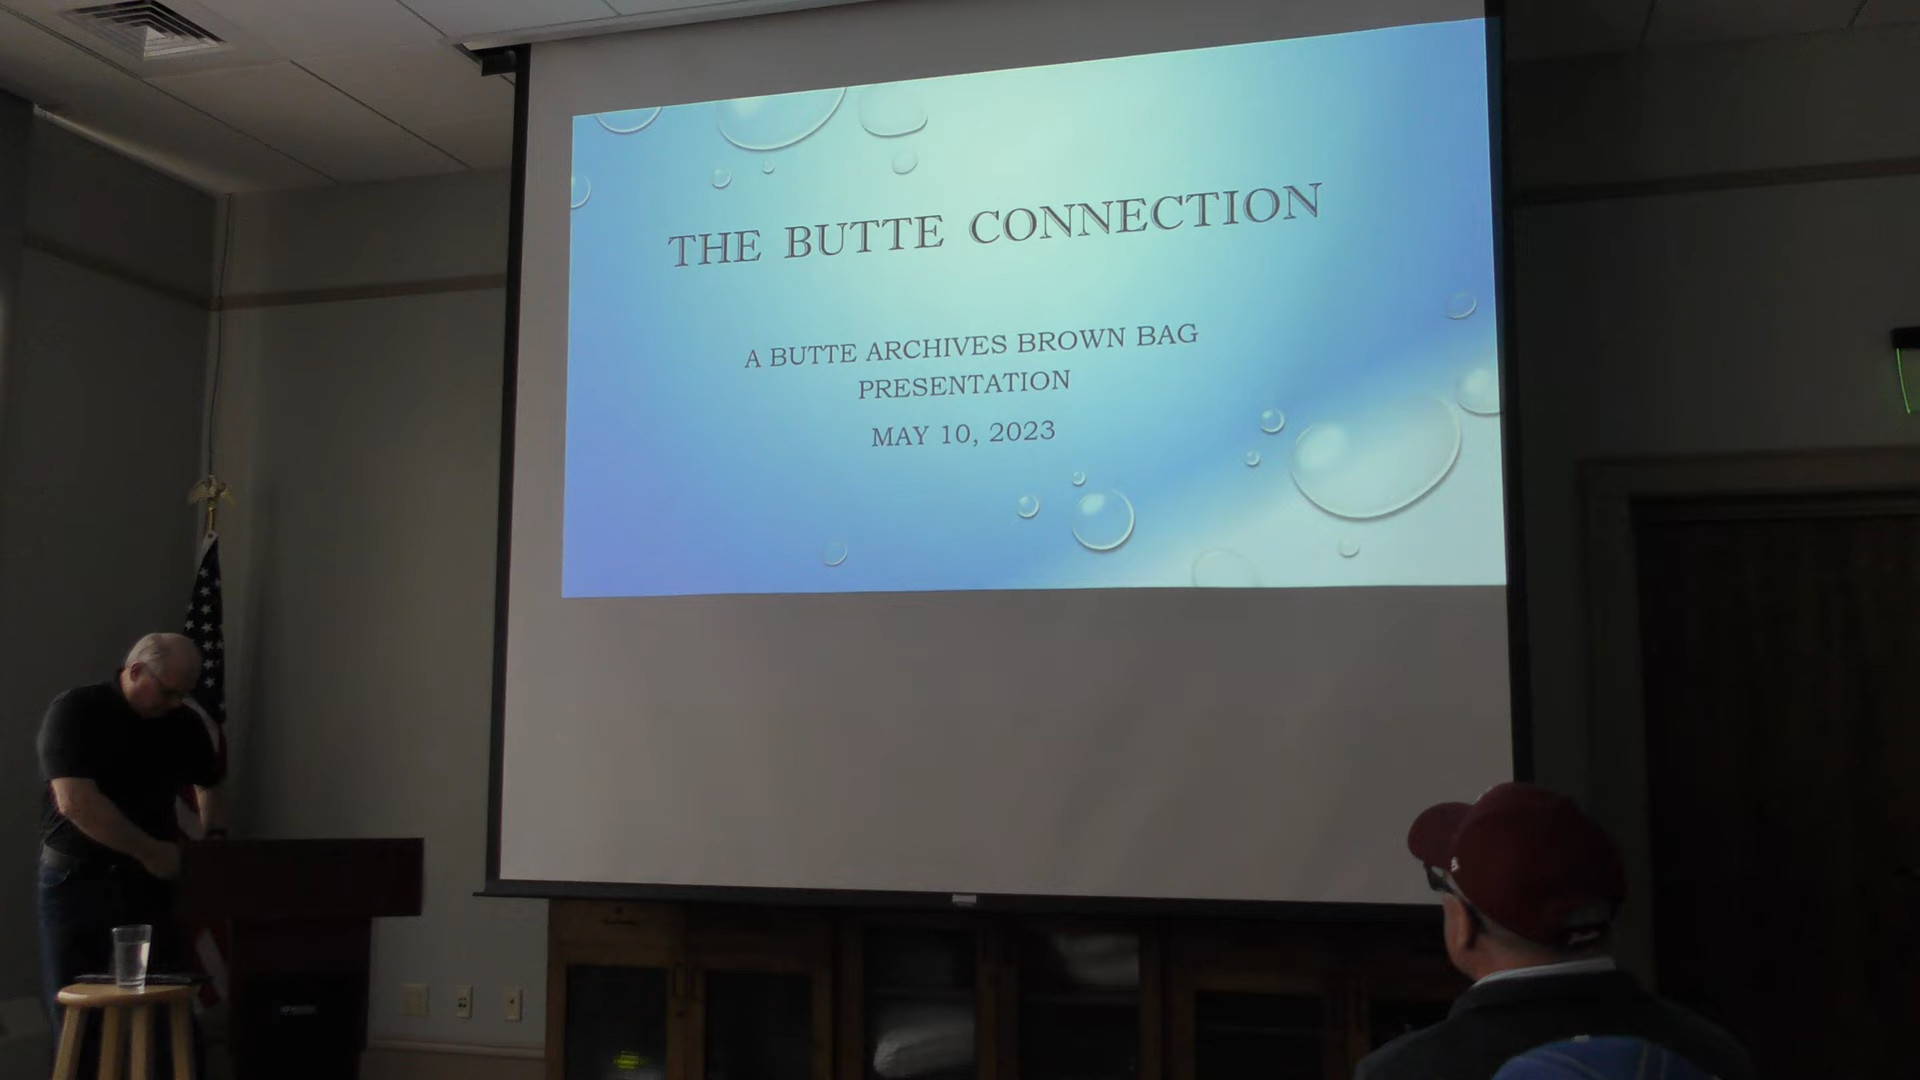 THE BUTTE CONNECTION
A BUTTE ARCHIVES BROWN BAG
PRESENTATION
MAY 10, 2023